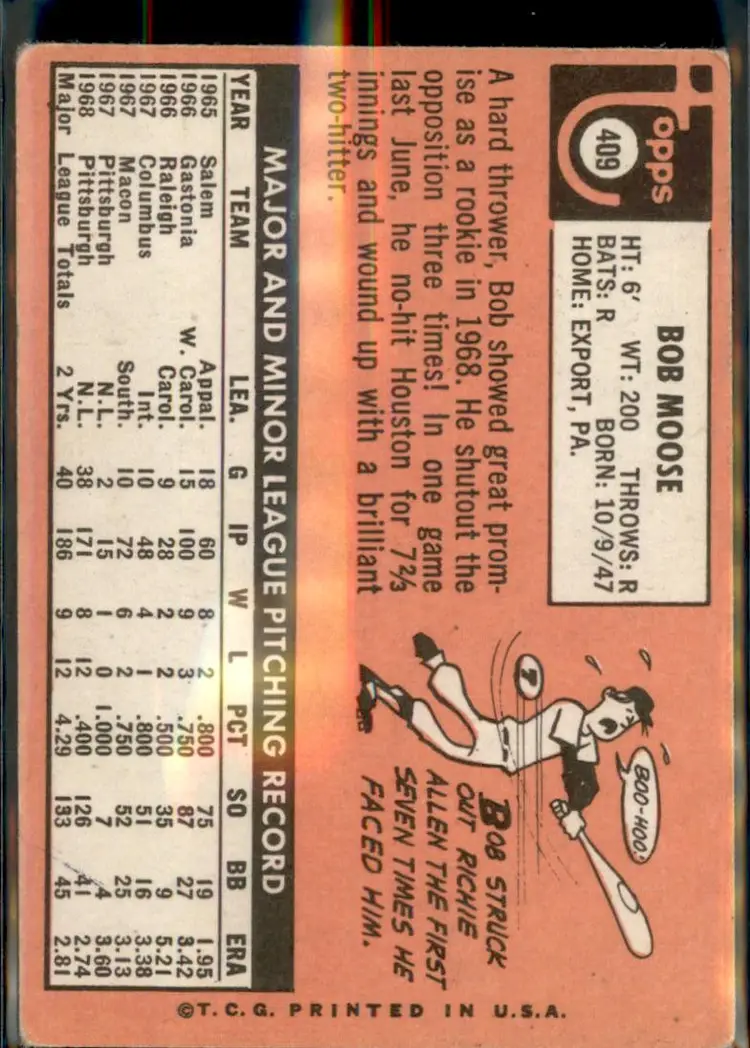 Topps
409
BOB MOOSE
HT: 6' WT: 200 THROWS: R
BATS: R BORN: 10/9/47
HOME: EXPORT, PA.
A hard thrower, Bob showed great prom-
ise as a rookie in 1968. He shutout the
opposition three times! In one game
last June, he no-hit Houston for 7⅔
innings and wound up with a brilliant
two-hitter.
7
BOO-HOO!
BOB STRUCK
OUT RICHIE
ALLEN THE FIRST
SEVEN TIMES HE
FACED HIM.
MAJOR AND MINOR LEAGUE PITCHING RECORD
YEAR TEAM LEA. G IP W L PCT SO BB ERA
1965 Salem Appal. 18 60 8 2 .800 75 19 1.95
1966 Gastonia W. Carol. 15 100 9 3 .750 87 27 3.42
1966 Raleigh Carol. 9 28 2 2 .500 35 9 5.21
1967 Columbus Int. 10 48 4 1 .800 51 16 3.38
1967 Macon South. 10 72 6 2 .750 52 25 3.13
1967 Pittsburgh N.L. 2 15 1 0 1.000 7 4 3.60
1968 Pittsburgh N.L. 38 171 8 12 .400 126 41 2.74
Major League Totals 2 Yrs. 40 186 9 12 4.29 133 45 2.81
©T.C.G. PRINTED IN U.S.A.